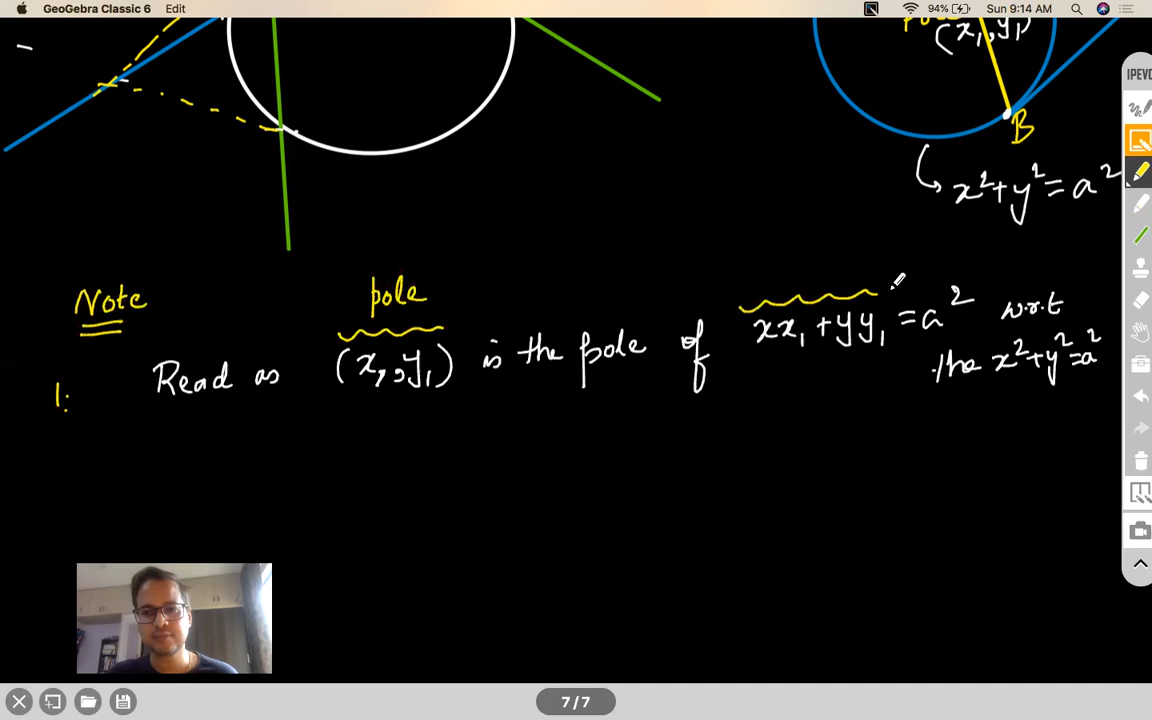 GeoGebra Classic 6 Edit 94% Sun 9:14 AM
(x₁, y₁)
B
x² + y² = a²
IPEVO
Note
pole
1.
Read as (x₁, y₁) is the pole of xx₁ + yy₁ = a² w.r.t
the x² + y² = a²
7/7